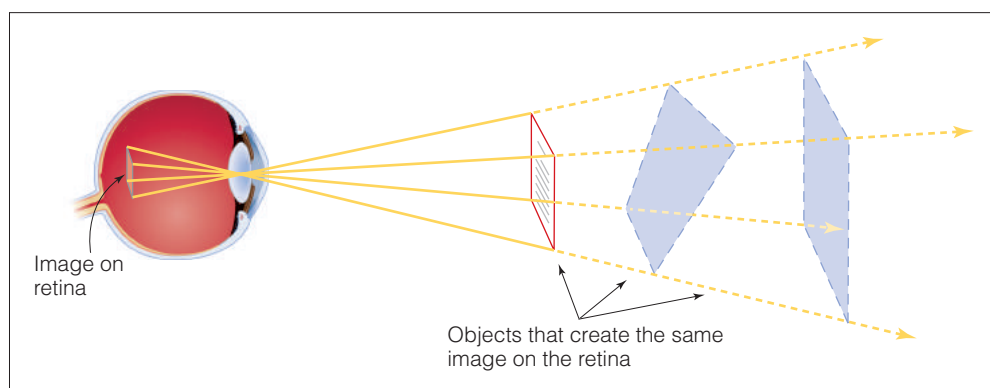 Image on
retina
Objects that create the same
image on the retina